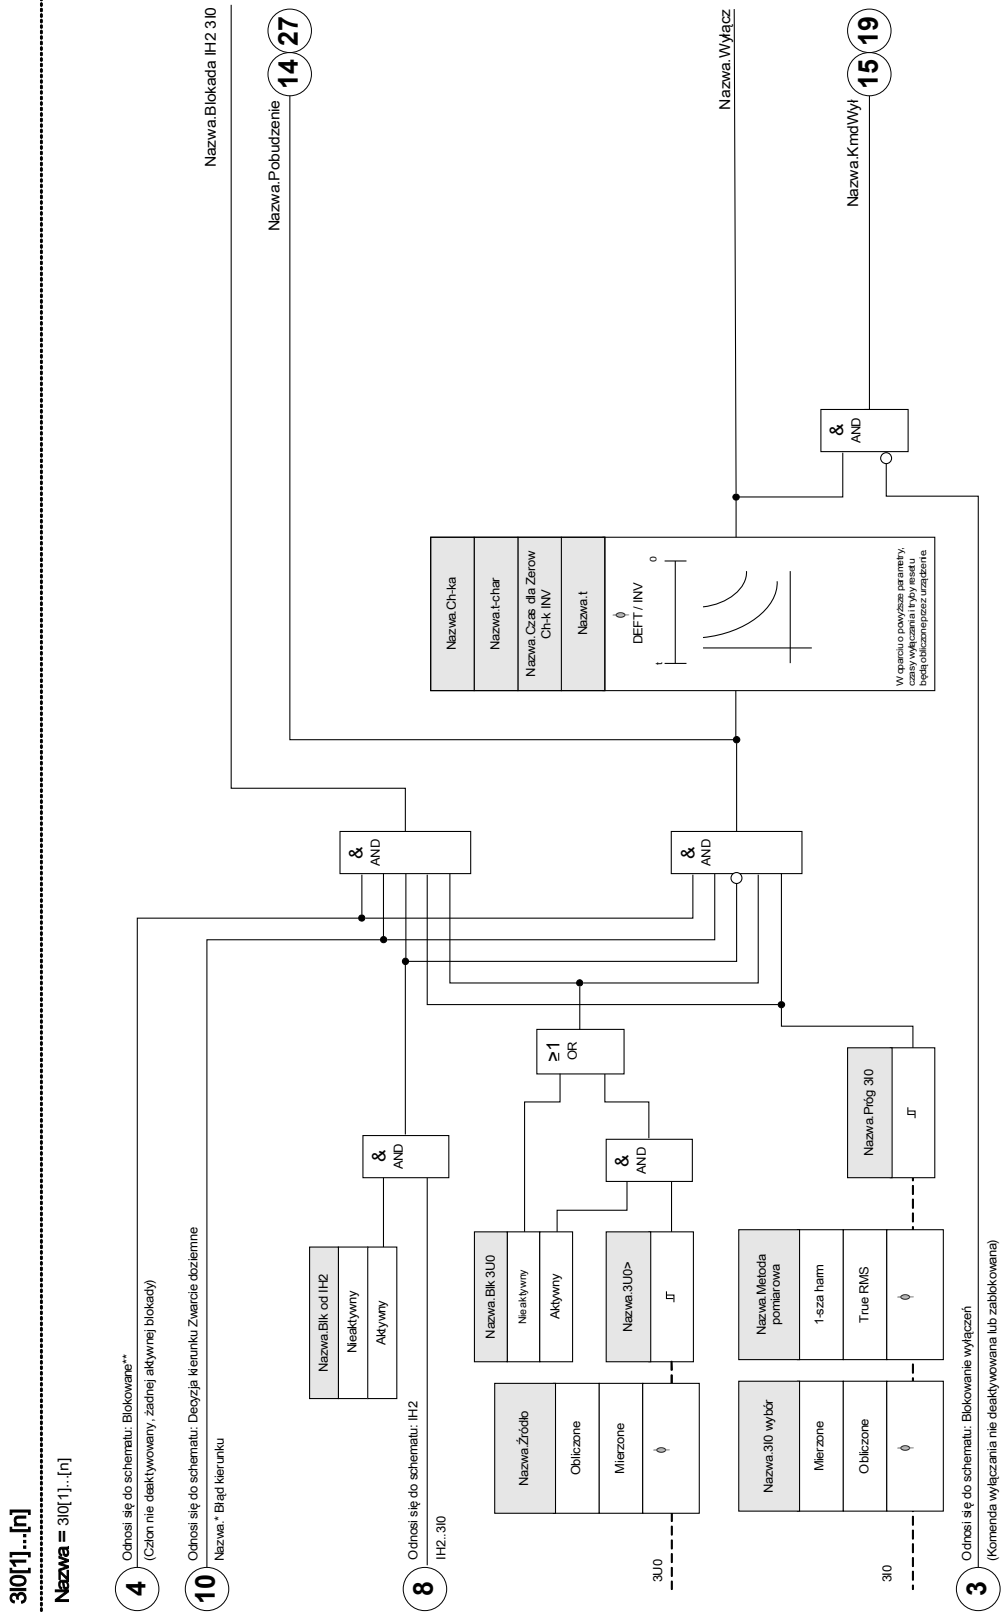 3I0[1]...[n]
Nazwa = 3I0[1]...[n]
4
Odnosi się do schematu: Blokowane**
(Człon nie deaktywowany, żadnej aktywnej blokady)
10
Odnosi się do schematu: Decyzja kierunku Zwarcie doziemne
Nazwa.* Błąd kierunku
Nazwa.Blk od IH2
Nieaktywny
Aktywny
8
Odnosi się do schematu: IH2
IH2..3I0
&
AND
&
AND
Nazwa.Blokada IH2 3I0
Nazwa.Pobudzenie
14
27
Nazwa.Źródło
Obliczone
Mierzone
ϕ
3U0
Nazwa.Blk 3U0
Nieaktywny
Aktywny
Nazwa.3U0>
&
AND
≥1
OR
&
AND
Nazwa.Ch-ka
Nazwa.t-char
Nazwa.Czas dla Zerow
Ch-k INV
Nazwa.t
ϕ
DEFT / INV
t
0
W oparciu o powyższe parametry,
czasy wyłączania i tryby resetu
będą obliczone przez urządzenie.
Nazwa.Wyłącz
Nazwa.3I0 wybór
Mierzone
Obliczone
ϕ
3I0
Nazwa.Metoda
pomiarowa
1-sza harm
True RMS
ϕ
Nazwa.Próg 3I0
&
AND
Nazwa.KmdWył
15
19
3
Odnosi się do schematu: Blokowanie wyłączeń
(Komenda wyłączania nie deaktywowana lub zablokowana)